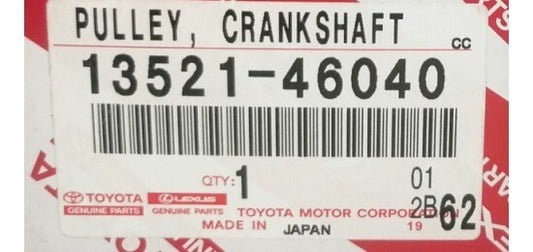 PULLEY, CRANKSHAFT
CC
13521-46040
QTY: 1
01
TOYOTA
GENUINE PARTS
LEXUS
GENUINE PARTS
2B 62
TOYOTA MOTOR CORPORATION
19
MADE IN JAPAN